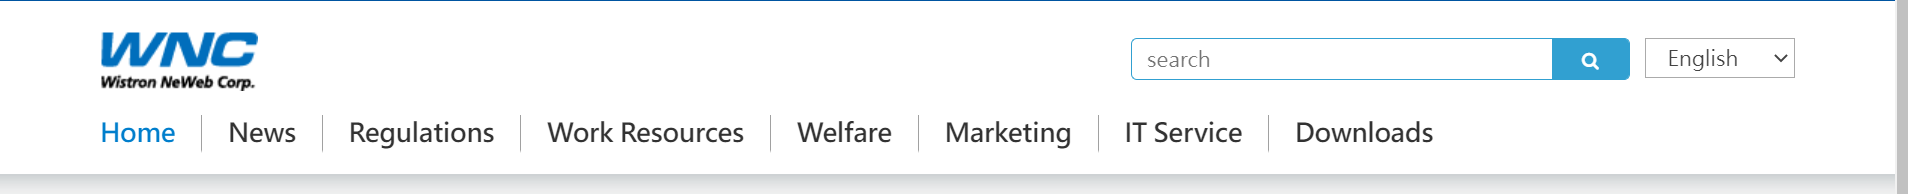 WNC
Wistron NeWeb Corp.
search
English
Home News Regulations Work Resources Welfare Marketing IT Service Downloads